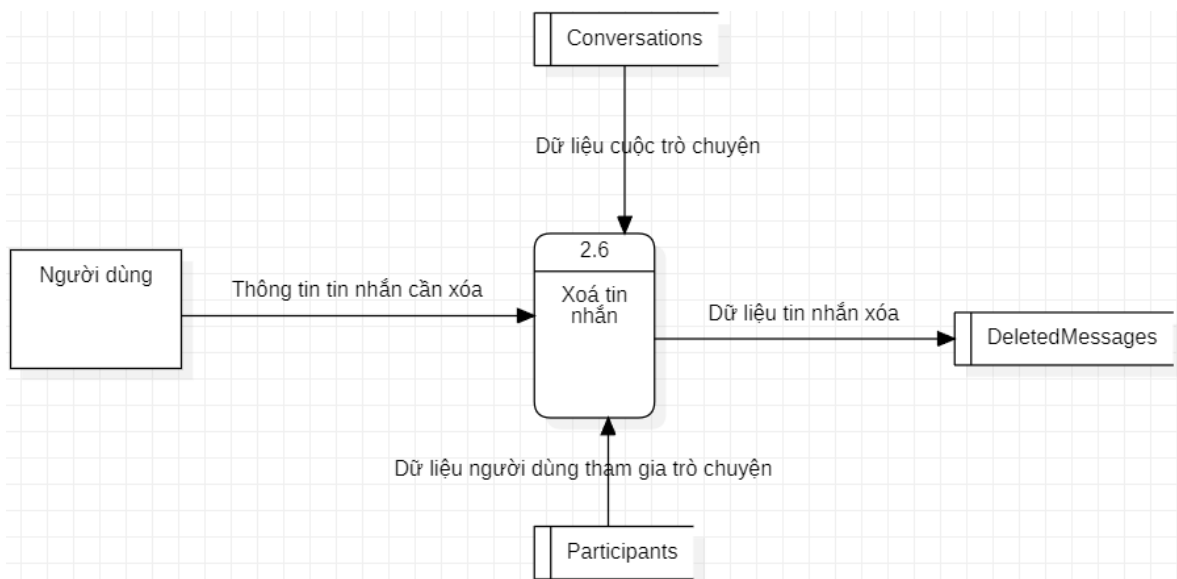 Conversations
Dữ liệu cuộc trò chuyện
2.6
Người dùng
Thông tin tin nhắn cần xóa
Xoá tin
nhắn
Dữ liệu tin nhắn xóa
DeletedMessages
Dữ liệu người dùng tham gia trò chuyện
Participants